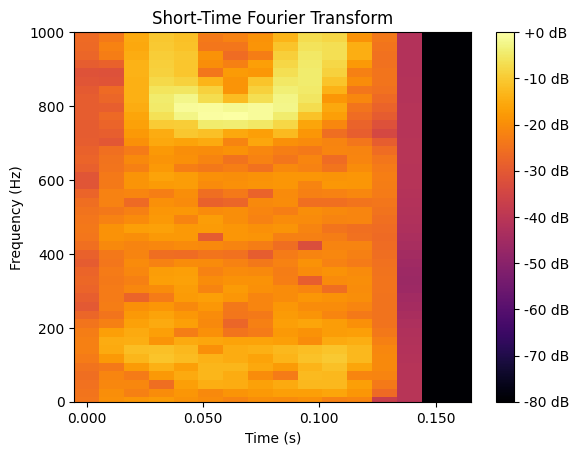 Short-Time Fourier Transform
1000
800
600
400
200
0
Frequency (Hz)
0.000
0.050
0.100
0.150
Time (s)
+0 dB
-10 dB
-20 dB
-30 dB
-40 dB
-50 dB
-60 dB
-70 dB
-80 dB